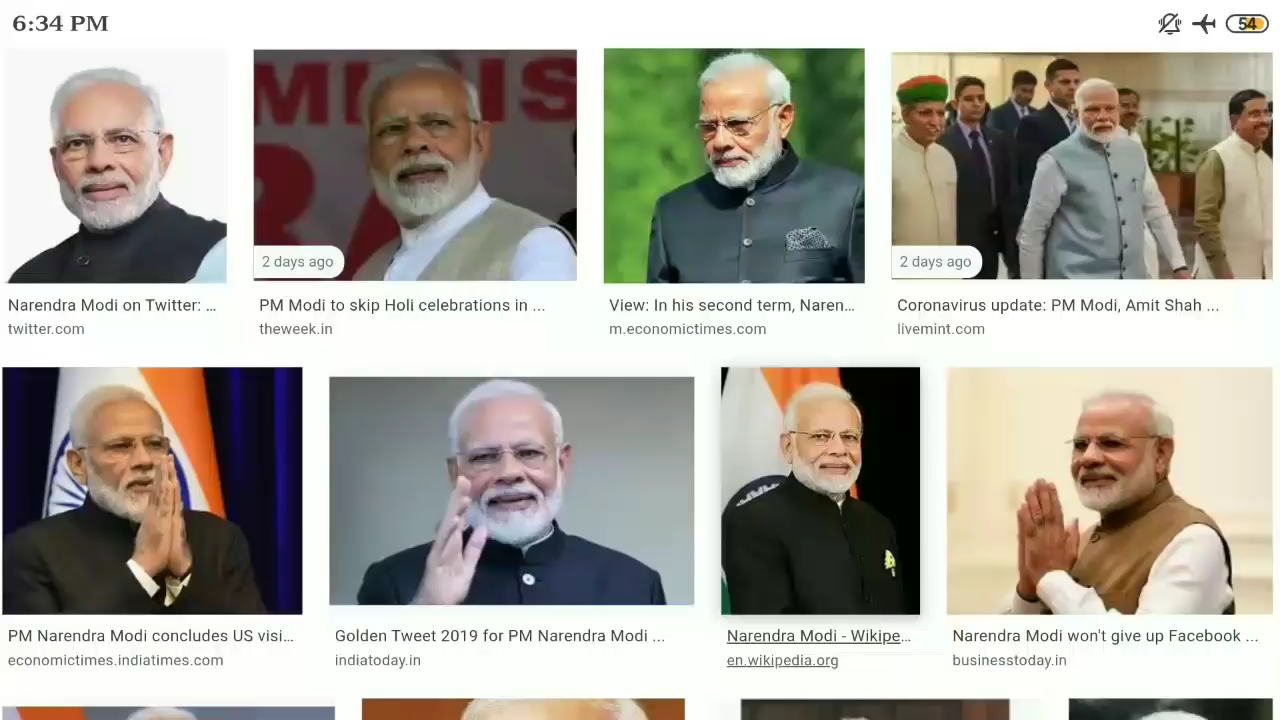 6:34 PM
54
MINIS
RA
2 days ago
2 days ago
Narendra Modi on Twitter: ...
twitter.com
PM Modi to skip Holi celebrations in ...
theweek.in
View: In his second term, Naren...
m.economictimes.com
Coronavirus update: PM Modi, Amit Shah ...
livemint.com
PM Narendra Modi concludes US visi...
economictimes.indiatimes.com
Golden Tweet 2019 for PM Narendra Modi ...
indiatoday.in
Narendra Modi - Wikipe...
en.wikipedia.org
Narendra Modi won't give up Facebook ...
businesstoday.in